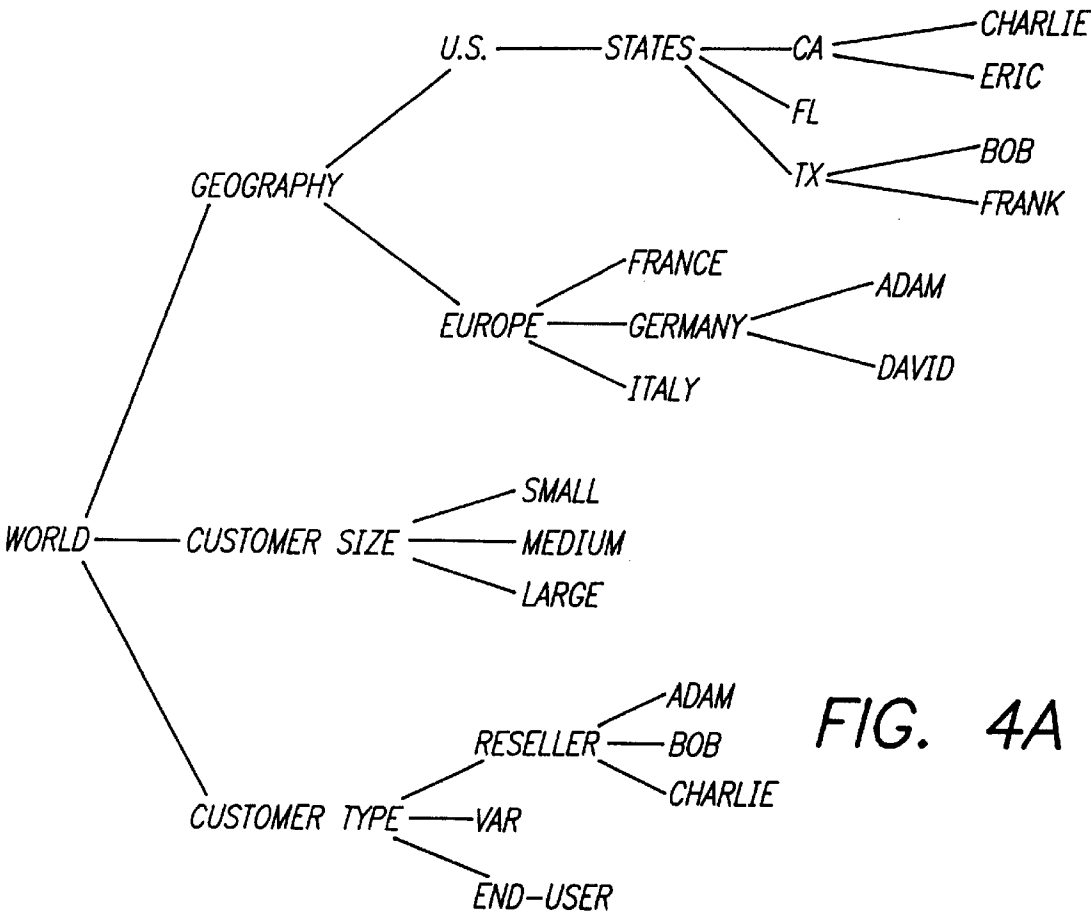 CHARLIE
U.S. STATES CA
ERIC
FL
BOB
TX
GEOGRAPHY
FRANK
FRANCE
ADAM
EUROPE GERMANY
DAVID
ITALY
SMALL
WORLD CUSTOMER SIZE MEDIUM
LARGE
ADAM
RESELLER BOB
FIG. 4A
CHARLIE
CUSTOMER TYPE VAR
END-USER